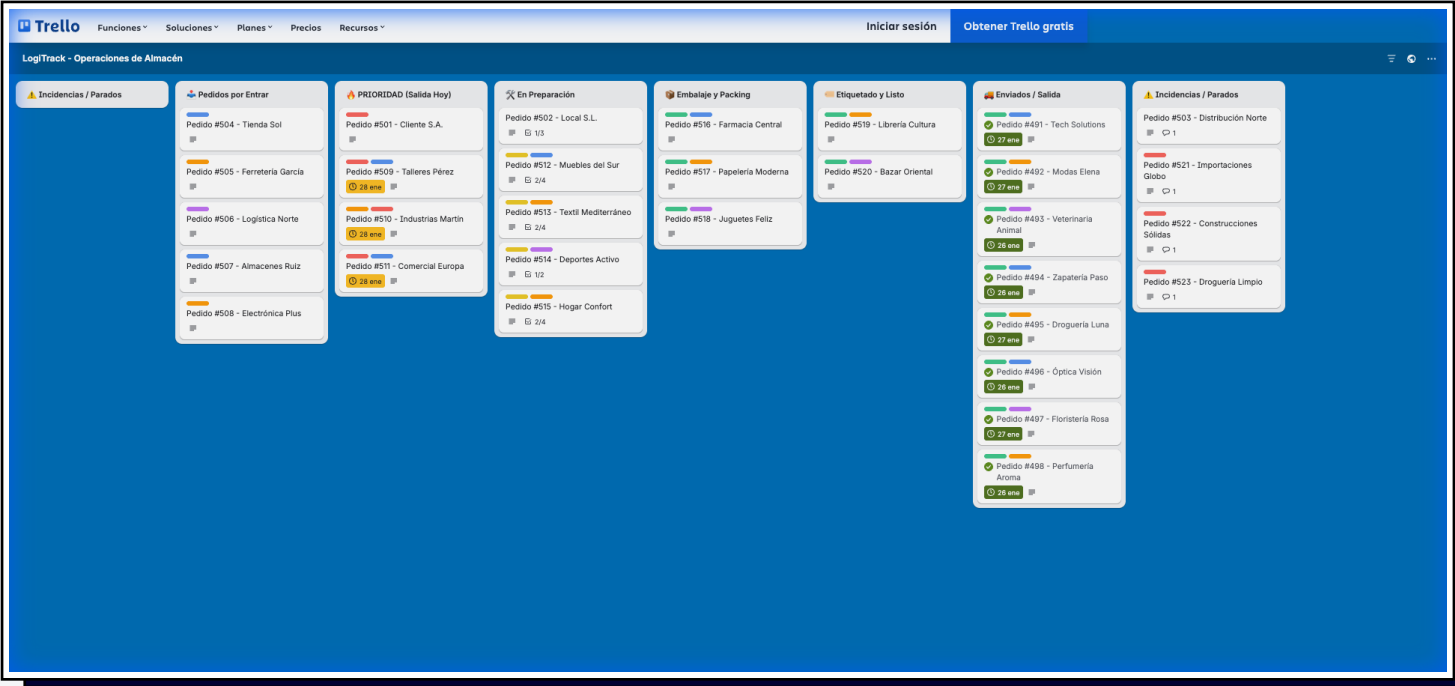 Trello
Funciones
Soluciones
Planes
Precios
Recursos
Iniciar sesión
Obtener Trello gratis
LogiTrack - Operaciones de Almacén
⚠️ Incidencias / Parados
📥 Pedidos por Entrar
Pedido #504 - Tienda Sol
Pedido #505 - Ferretería García
Pedido #506 - Logística Norte
Pedido #507 - Almacenes Ruiz
Pedido #508 - Electrónica Plus
🔥 PRIORIDAD (Salida Hoy)
Pedido #501 - Cliente S.A.
Pedido #509 - Talleres Pérez
28 ene
Pedido #510 - Industrias Martín
28 ene
Pedido #511 - Comercial Europa
28 ene
🛠️ En Preparación
Pedido #502 - Local S.L.
1/3
Pedido #512 - Muebles del Sur
2/4
Pedido #513 - Textil Mediterráneo
2/4
Pedido #514 - Deportes Activo
1/2
Pedido #515 - Hogar Confort
2/4
📦 Embalaje y Packing
Pedido #516 - Farmacia Central
Pedido #517 - Papelería Moderna
Pedido #518 - Juguetes Feliz
🏷️ Etiquetado y Listo
Pedido #519 - Librería Cultura
Pedido #520 - Bazar Oriental
🚚 Enviados / Salida
Pedido #491 - Tech Solutions
27 ene
Pedido #492 - Modas Elena
27 ene
Pedido #493 - Veterinaria
Animal
26 ene
Pedido #494 - Zapatería Paso
26 ene
Pedido #495 - Droguería Luna
27 ene
Pedido #496 - Óptica Visión
26 ene
Pedido #497 - Floristería Rosa
27 ene
Pedido #498 - Perfumería
Aroma
26 ene
⚠️ Incidencias / Parados
Pedido #503 - Distribución Norte
1
Pedido #521 - Importaciones
Globo
1
Pedido #522 - Construcciones
Sólidas
1
Pedido #523 - Droguería Limpio
1